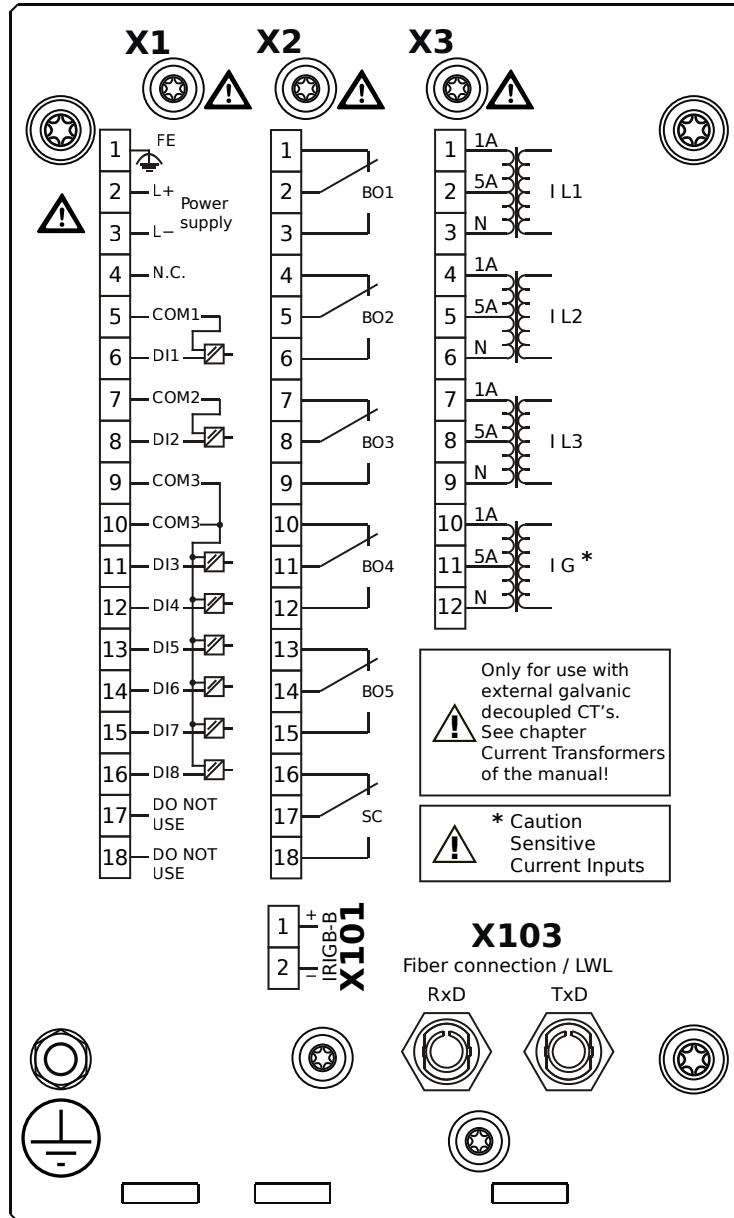 X1 X2 X3
1 FE
2 L+
Power
supply
3 L−
4 N.C.
5 COM1
6 DI1
7 COM2
8 DI2
9 COM3
10 COM3
11 DI3
12 DI4
13 DI5
14 DI6
15 DI7
16 DI8
17 DO NOT
USE
18 DO NOT
USE
1
2 BO1
3
4
5 BO2
6
7
8 BO3
9
10
11 BO4
12
13
14 BO5
15
16
17 SC
18
1 1A
2 5A I L1
3 N
4 1A
5 5A I L2
6 N
7 1A
8 5A I L3
9 N
10 1A
11 5A I G *
12 N
Only for use with
external galvanic
decoupled CT’s.
See chapter
Current Transformers
of the manual!
* Caution
Sensitive
Current Inputs
1 +
2 −
IRIGB-B
X101
X103
Fiber connection / LWL
RxD TxD